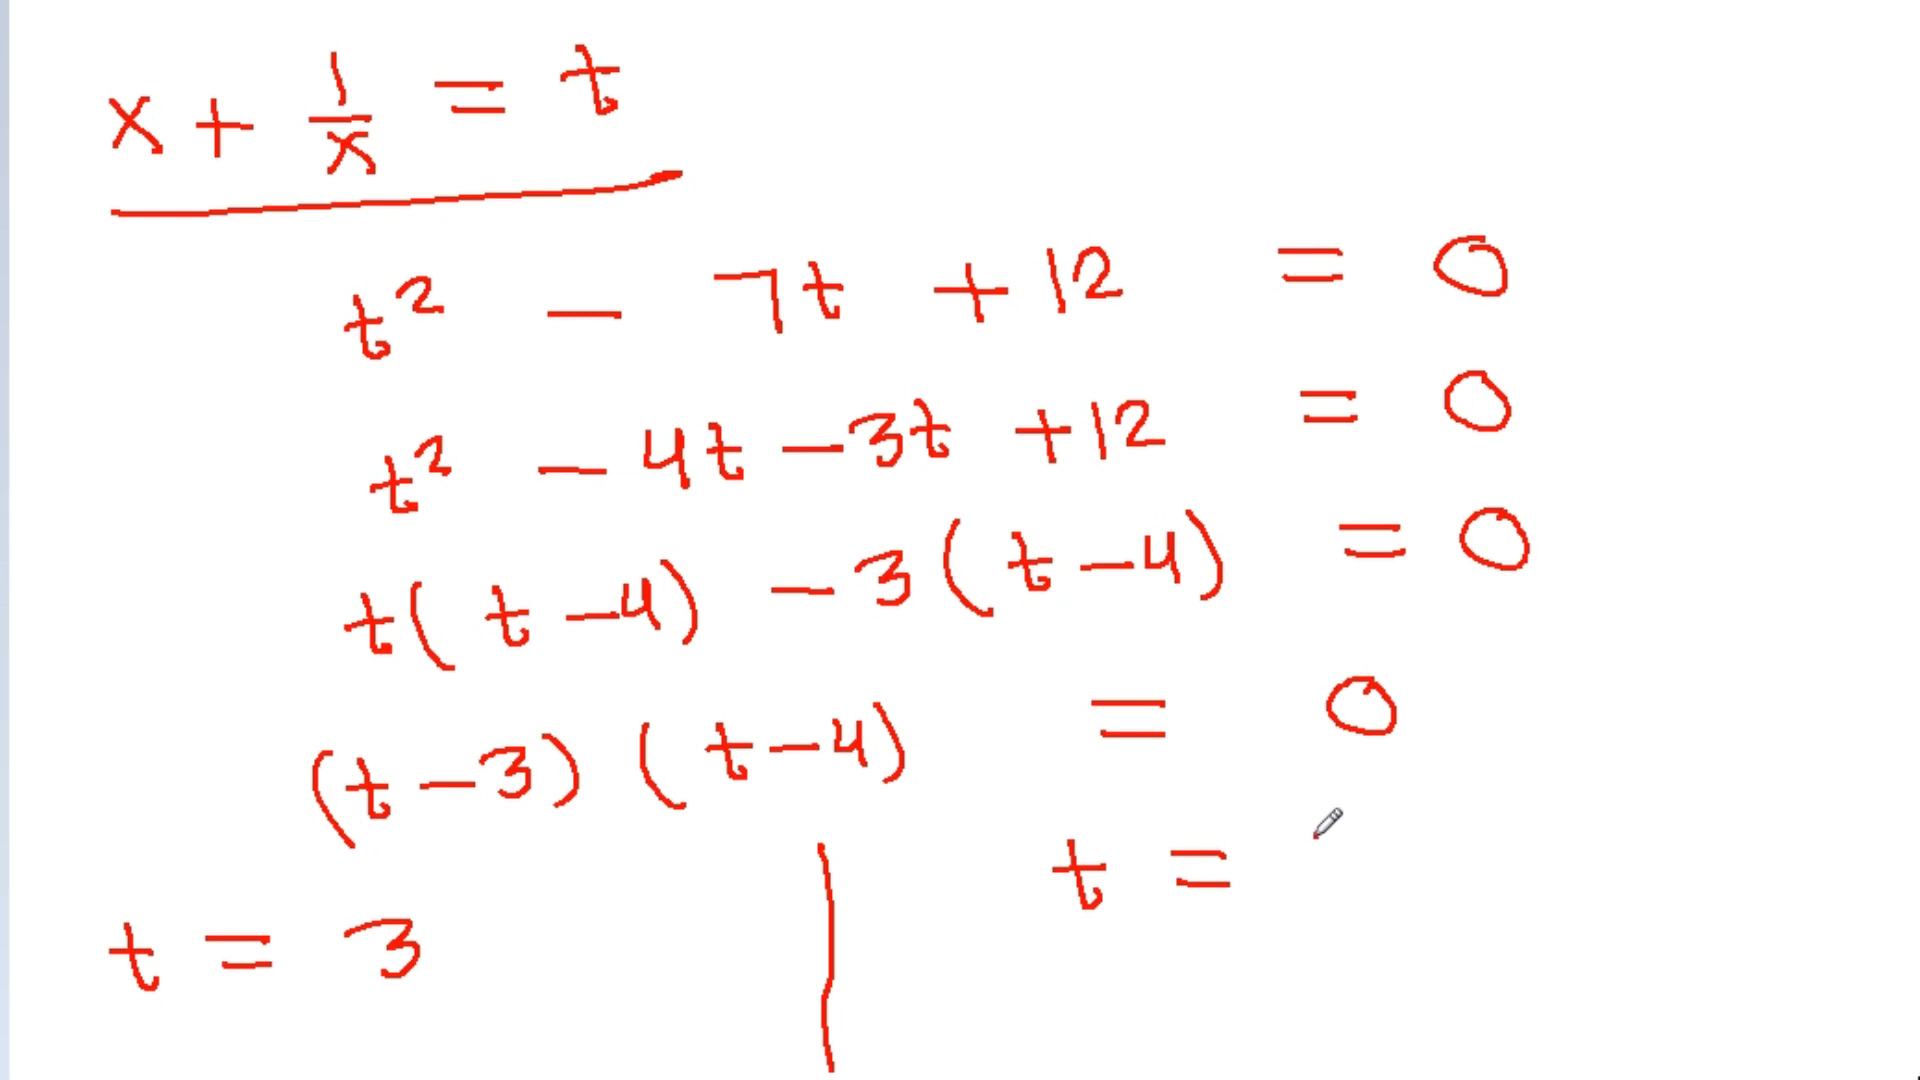 x + 1/x = t
t² - 7t + 12 = 0
t² - 4t - 3t + 12 = 0
t(t-4) - 3(t-4) = 0
(t-3)(t-4) = 0
t = 3
t =